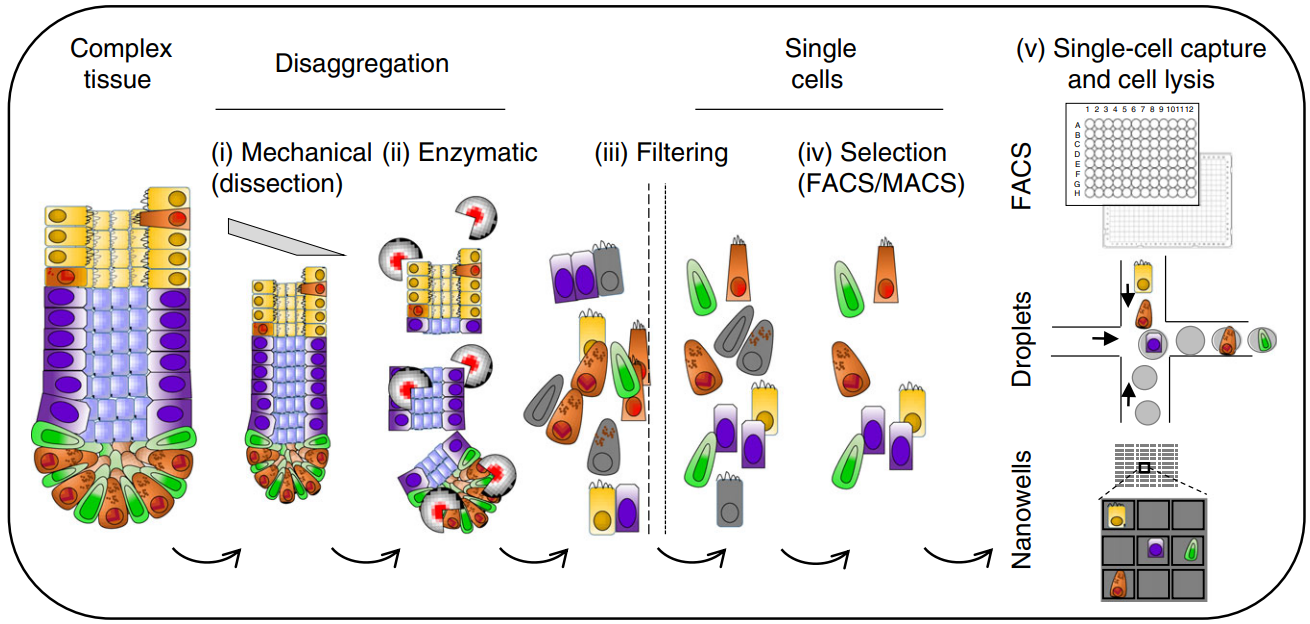 Complex
tissue
Disaggregation
Single
cells
(v) Single-cell capture
and cell lysis
(i) Mechanical
(dissection)
(ii) Enzymatic
(iii) Filtering
(iv) Selection
(FACS/MACS)
FACS
1 2 3 4 5 6 7 8 9 10 11 12
A
B
C
D
E
F
G
H
Droplets
Nanowells